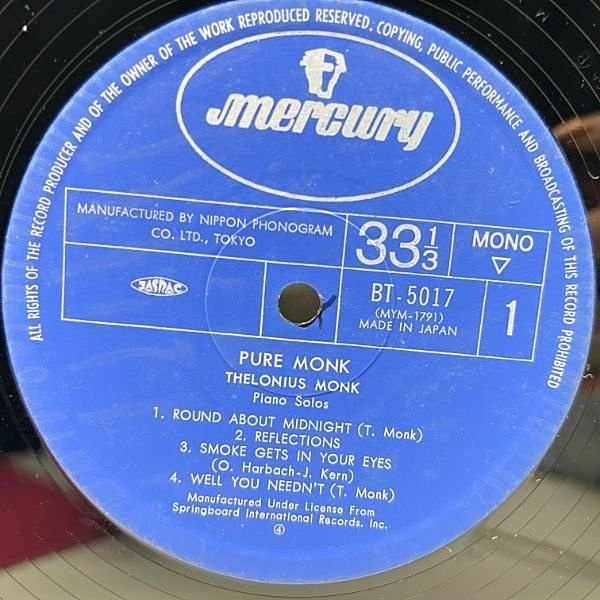 ALL RIGHTS OF THE RECORD PRODUCER AND OF THE OWNER OF THE WORK REPRODUCED RESERVED. COPYING, PUBLIC PERFORMANCE AND BROADCASTING OF THIS RECORD PROHIBITED
mercury
MANUFACTURED BY NIPPON PHONOGRAM
CO. LTD., TOKYO
33 1/3
MONO
▽
JASRAC
BT-5017
(MYM-1791)
MADE IN JAPAN
1
PURE MONK
THELONIUS MONK
Piano Solos
1. ROUND ABOUT MIDNIGHT (T. Monk)
2. REFLECTIONS
3. SMOKE GETS IN YOUR EYES
(O. Harbach-J. Kern)
4. WELL YOU NEEDN'T (T. Monk)
Manufactured Under License From
Springboard International Records. Inc.
④